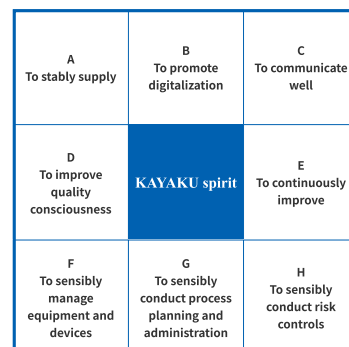 A
To stably supply
B
To promote
digitalization
C
To communicate
well
D
To improve
quality
consciousness
KAYAKU spirit
E
To continuously
improve
F
To sensibly
manage
equipment and
devices
G
To sensibly
conduct process
planning and
administration
H
To sensibly
conduct risk
controls